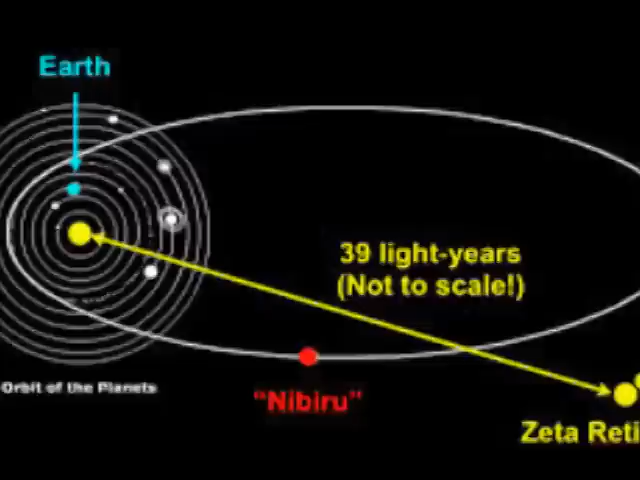 Earth
39 light-years
(Not to scale!)
Orbit of the Planets
"Nibiru"
Zeta Reti